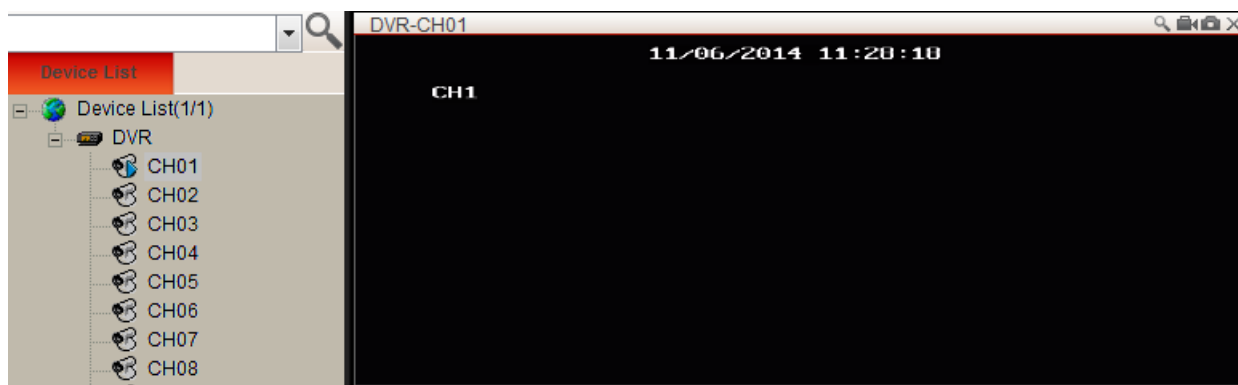 Device List
Device List(1/1)
DVR
CH01
CH02
CH03
CH04
CH05
CH06
CH07
CH08
DVR-CH01
11/06/2014 11:28:18
CH1